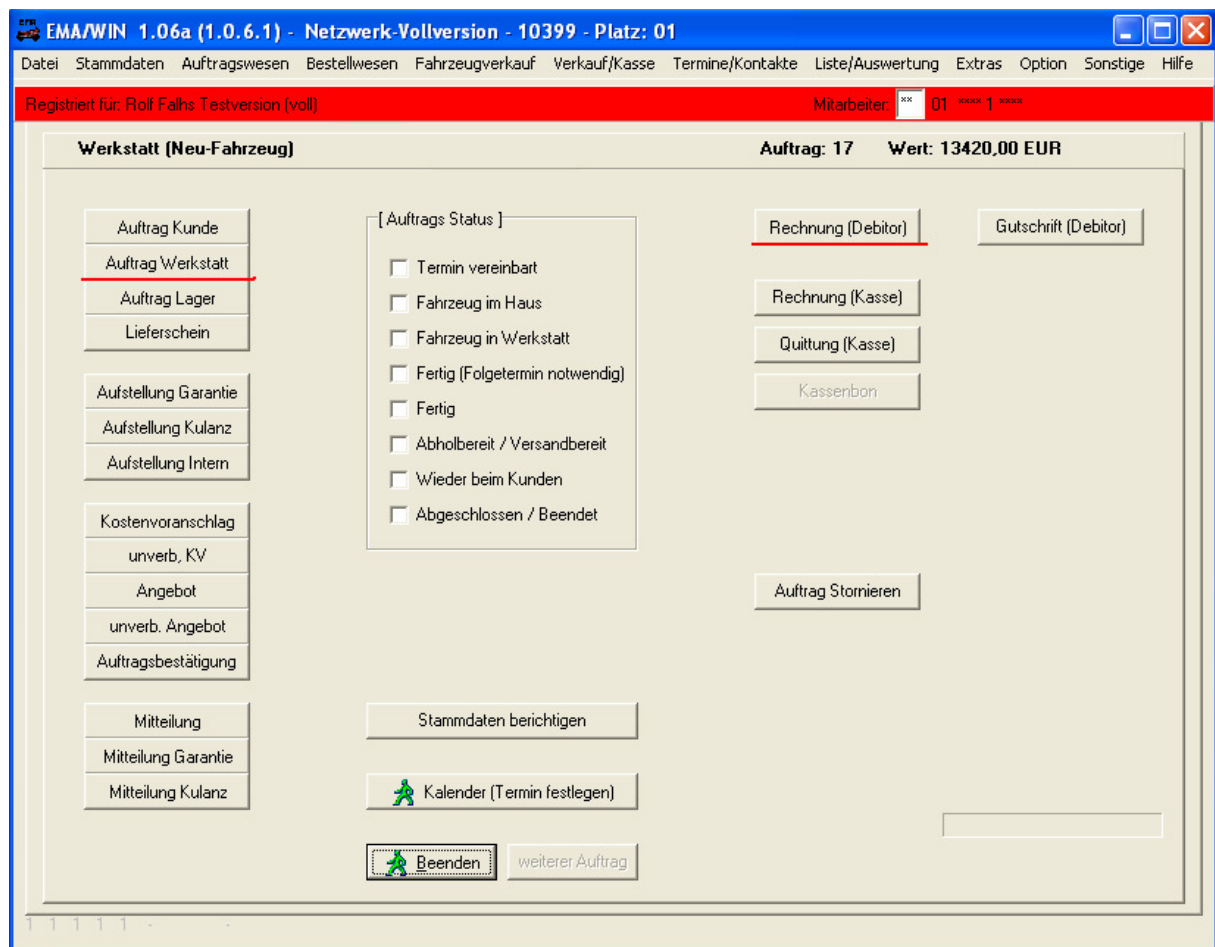 EMA/WIN 1.06a (1.0.6.1) - Netzwerk-Vollversion - 10399 - Platz: 01
Datei Stammdaten Auftragswesen Bestellwesen Fahrzeugverkauf Verkauf/Kasse Termine/Kontakte Liste/Auswertung Extras Option Sonstige Hilfe
Registriert für: Rolf Falhs Testversion (voll) Mitarbeiter: ** 01 **** 1 ****
Werkstatt (Neu-Fahrzeug) Auftrag: 17 Wert: 13420,00 EUR
Auftrag Kunde
Auftrag Werkstatt
Auftrag Lager
Lieferschein
Aufstellung Garantie
Aufstellung Kulanz
Aufstellung Intern
Kostenvoranschlag
unverb, KV
Angebot
unverb. Angebot
Auftragsbestätigung
Mitteilung
Mitteilung Garantie
Mitteilung Kulanz
[ Auftrags Status ]
Termin vereinbart
Fahrzeug im Haus
Fahrzeug in Werkstatt
Fertig (Folgetermin notwendig)
Fertig
Abholbereit / Versandbereit
Wieder beim Kunden
Abgeschlossen / Beendet
Stammdaten berichtigen
Kalender (Termin festlegen)
Beenden
weiterer Auftrag
Rechnung (Debitor)
Gutschrift (Debitor)
Rechnung (Kasse)
Quittung (Kasse)
Kassenbon
Auftrag Stornieren
1 1 1 1 1 - -